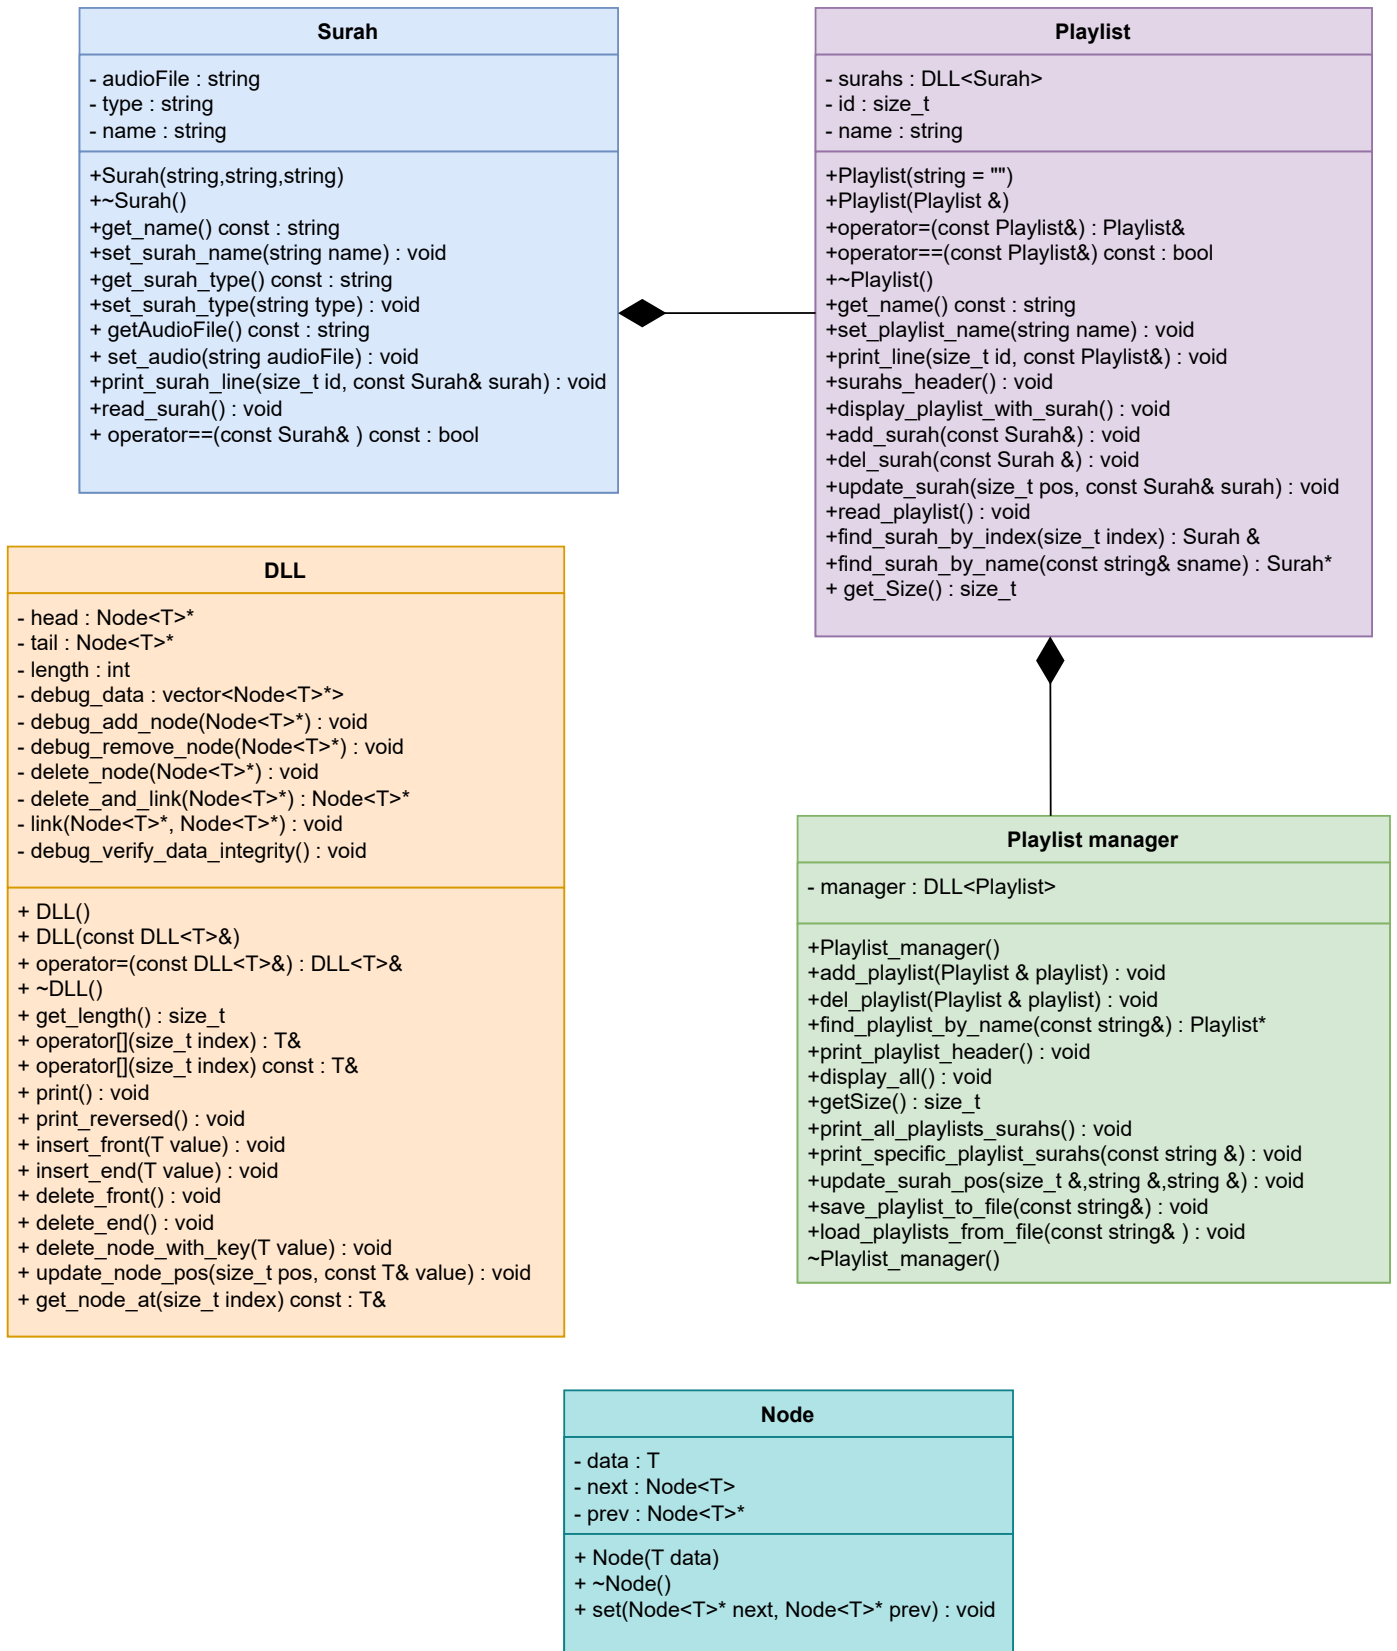 Surah
- audioFile : string
- type : string
- name : string
+Surah(string,string,string)
+~Surah()
+get_name() const : string
+set_surah_name(string name) : void
+get_surah_type() const : string
+set_surah_type(string type) : void
+ getAudioFile() const : string
+ set_audio(string audioFile) : void
+print_surah_line(size_t id, const Surah& surah) : void
+read_surah() : void
+ operator==(const Surah& ) const : bool
Playlist
- surahs : DLL<Surah>
- id : size_t
- name : string
+Playlist(string = "")
+Playlist(Playlist &)
+operator=(const Playlist&) : Playlist&
+operator==(const Playlist&) const : bool
+~Playlist()
+get_name() const : string
+set_playlist_name(string name) : void
+print_line(size_t id, const Playlist&) : void
+surahs_header() : void
+display_playlist_with_surah() : void
+add_surah(const Surah&) : void
+del_surah(const Surah &) : void
+update_surah(size_t pos, const Surah& surah) : void
+read_playlist() : void
+find_surah_by_index(size_t index) : Surah &
+find_surah_by_name(const string& sname) : Surah*
+ get_Size() : size_t
DLL
- head : Node<T>*
- tail : Node<T>*
- length : int
- debug_data : vector<Node<T>*>
- debug_add_node(Node<T>*) : void
- debug_remove_node(Node<T>*) : void
- delete_node(Node<T>*) : void
- delete_and_link(Node<T>*) : Node<T>*
- link(Node<T>*, Node<T>*) : void
- debug_verify_data_integrity() : void
+ DLL()
+ DLL(const DLL<T>&)
+ operator=(const DLL<T>&) : DLL<T>&
+ ~DLL()
+ get_length() : size_t
+ operator[](size_t index) : T&
+ operator[](size_t index) const : T&
+ print() : void
+ print_reversed() : void
+ insert_front(T value) : void
+ insert_end(T value) : void
+ delete_front() : void
+ delete_end() : void
+ delete_node_with_key(T value) : void
+ update_node_pos(size_t pos, const T& value) : void
+ get_node_at(size_t index) const : T&
Playlist manager
- manager : DLL<Playlist>
+Playlist_manager()
+add_playlist(Playlist & playlist) : void
+del_playlist(Playlist & playlist) : void
+find_playlist_by_name(const string&) : Playlist*
+print_playlist_header() : void
+display_all() : void
+getSize() : size_t
+print_all_playlists_surahs() : void
+print_specific_playlist_surahs(const string &) : void
+update_surah_pos(size_t &,string &,string &) : void
+save_playlist_to_file(const string&) : void
+load_playlists_from_file(const string& ) : void
~Playlist_manager()
Node
- data : T
- next : Node<T>
- prev : Node<T>*
+ Node(T data)
+ ~Node()
+ set(Node<T>* next, Node<T>* prev) : void